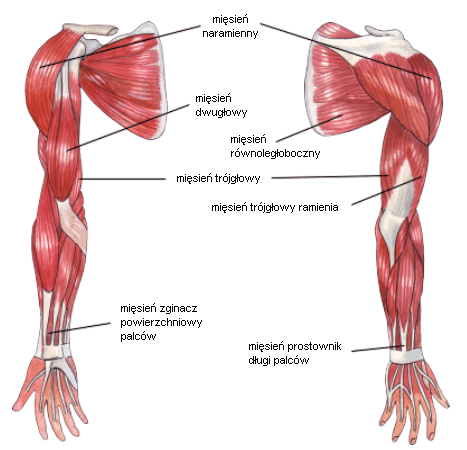 mięsień
naramienny
mięsień
dwugłowy
mięsień
równoległoboczny
mięsień trójgłowy
mięsień trójgłowy ramienia
mięsień zginacz
powierzchniowy
palców
mięsień prostownik
długi palców